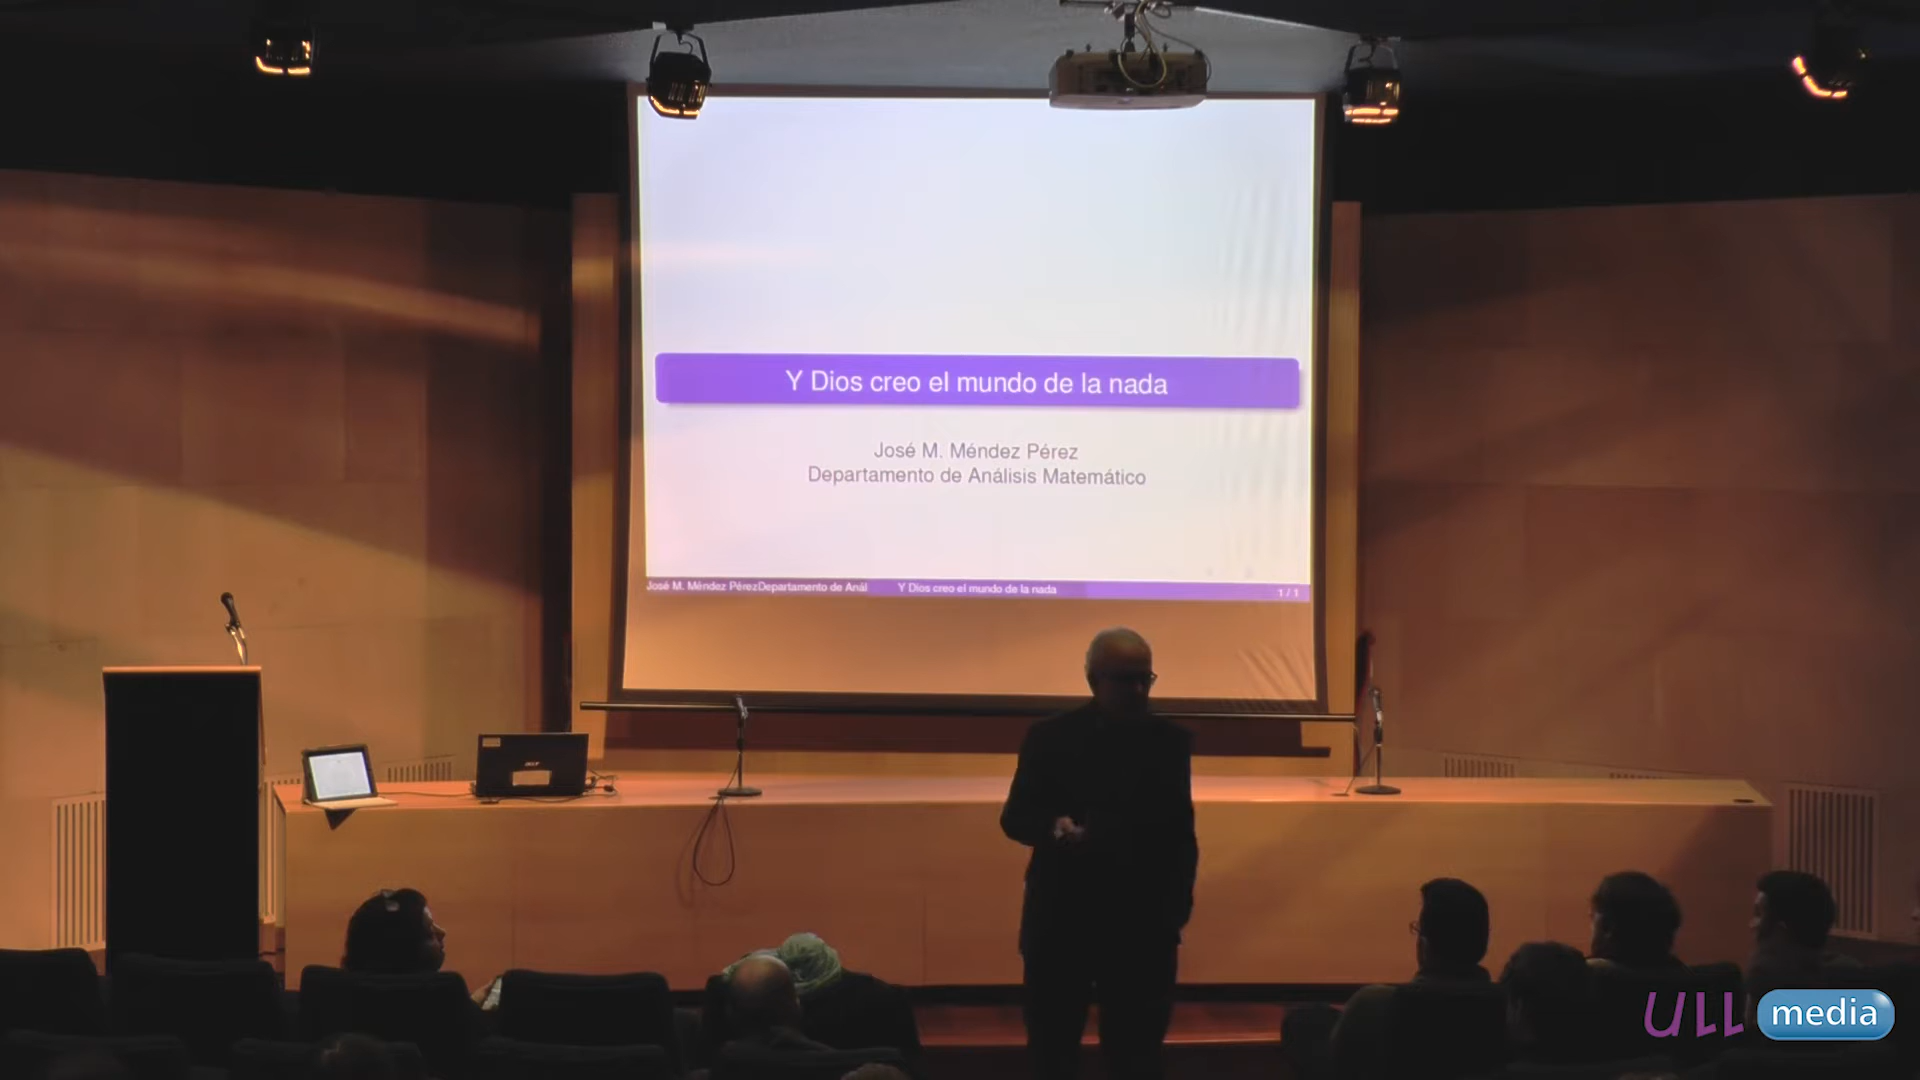 Y Dios creo el mundo de la nada
José M. Méndez Pérez
Departamento de Análisis Matemático
José M. Méndez PérezDepartamento de Anál
Y Dios creo el mundo de la nada
1 / 1
acer
ULL media